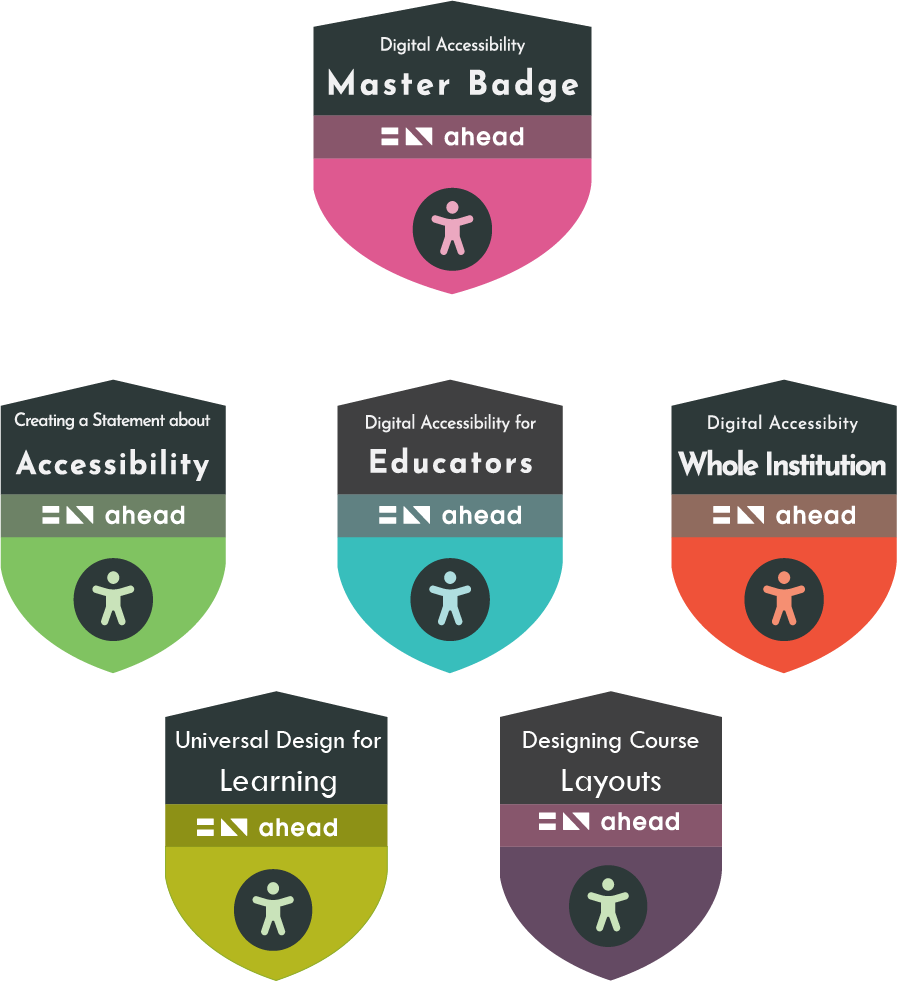 Digital Accessibility
Master Badge
ahead
Creating a Statement about
Accessibility
ahead
Digital Accessibility for
Educators
ahead
Digital Accessibity
Whole Institution
ahead
Universal Design for
Learning
ahead
Designing Course
Layouts
ahead